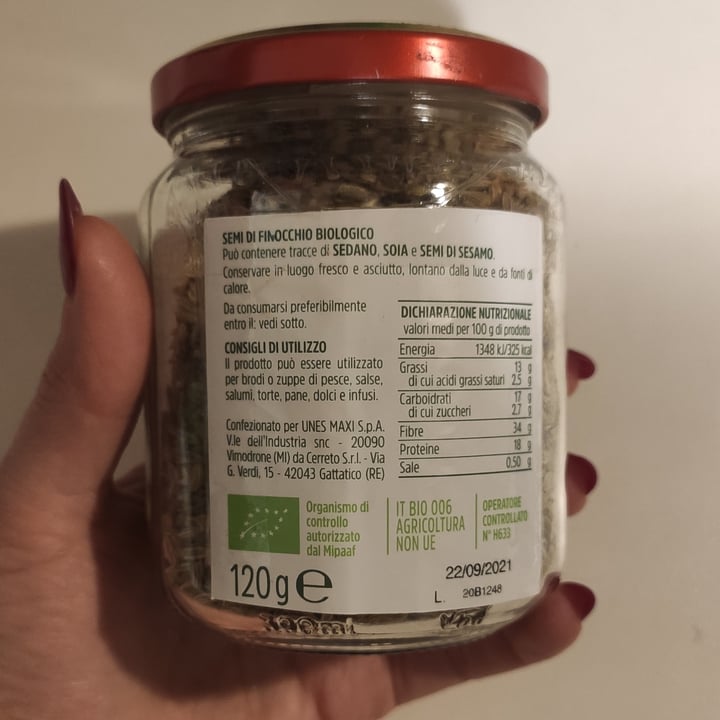 SEMI DI FINOCCHIO BIOLOGICO
Può contenere tracce di SEDANO, SOIA e SEMI DI SESAMO.
Conservare in luogo fresco e asciutto, lontano dalla luce e da fonti di
calore.
Da consumarsi preferibilmente
entro il: vedi sotto.
CONSIGLI DI UTILIZZO
Il prodotto può essere utilizzato
per brodi o zuppe di pesce, salse,
salumi, torte, pane, dolci e infusi.
Confezionato per UNES MAXI S.p.A.
V.le dell'Industria snc - 20090
Vimodrone (MI) da Cerreto S.r.l. - Via
G. Verdi, 15 - 42043 Gattatico (RE)
DICHIARAZIONE NUTRIZIONALE
valori medi per 100 g di prodotto
Energia 1348 kJ/325 kcal
Grassi 13 g
di cui acidi grassi saturi 2.5 g
Carboidrati 17 g
di cui zuccheri 2.7 g
Fibre 34 g
Proteine 18 g
Sale 0.50 g
Organismo di
controllo
autorizzato
dal Mipaaf
IT BIO 006
AGRICOLTURA
NON UE
OPERATORE
CONTROLLATO
N° H633
120 g e
22/09/2021
L. 20B1248